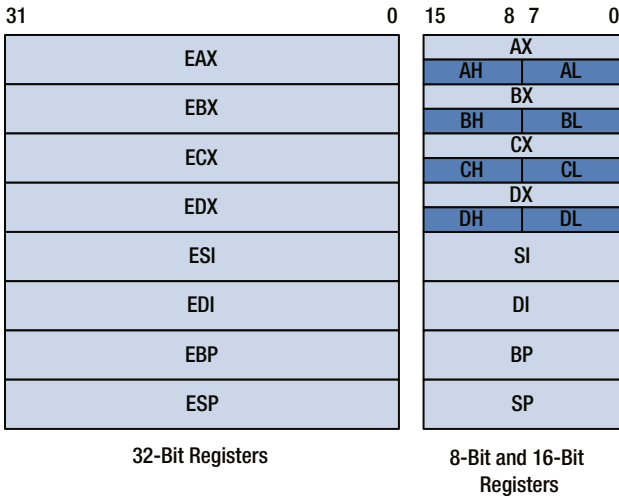 31 0 15 8 7 0
EAX
AX
AH AL
EBX
BX
BH BL
ECX
CX
CH CL
EDX
DX
DH DL
ESI SI
EDI DI
EBP BP
ESP SP
32-Bit Registers
8-Bit and 16-Bit
Registers